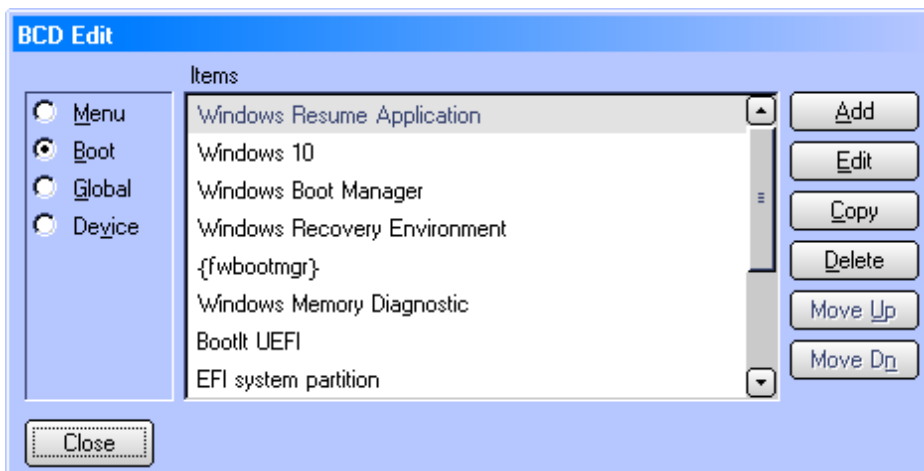 BCD Edit
Items
Menu
Boot
Global
Device
Windows Resume Application
Windows 10
Windows Boot Manager
Windows Recovery Environment
{fwbootmgr}
Windows Memory Diagnostic
BootIt UEFI
EFI system partition
Add
Edit
Copy
Delete
Move Up
Move Dn
Close